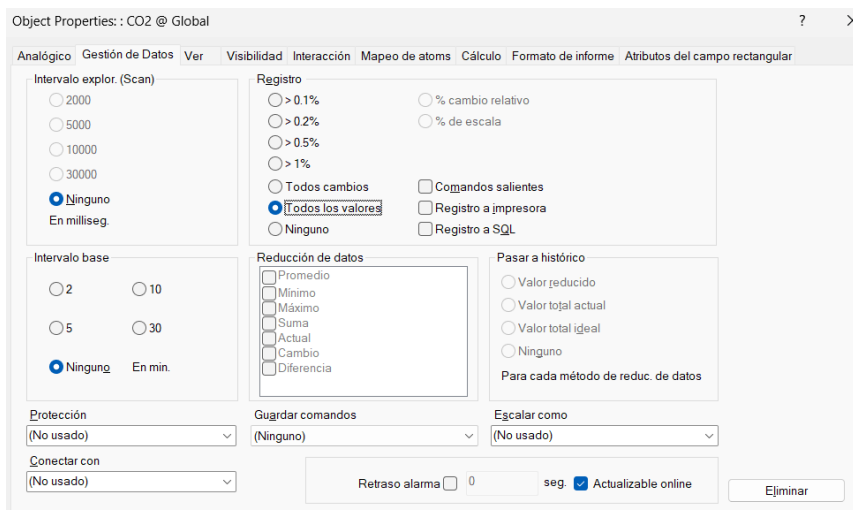 Object Properties: : CO2 @ Global ?
Analógico Gestión de Datos Ver Visibilidad Interacción Mapeo de atoms Cálculo Formato de informe Atributos del campo rectangular
Intervalo explor. (Scan)
2000
5000
10000
30000
Ninguno
En milliseg.
Registro
> 0.1% % cambio relativo
> 0.2% % de escala
> 0.5%
> 1%
Todos cambios Comandos salientes
Todos los valores Registro a impresora
Ninguno Registro a SQL
Intervalo base
2 10
5 30
Ninguno En min.
Reducción de datos
Promedio
Mínimo
Máximo
Suma
Actual
Cambio
Diferencia
Pasar a histórico
Valor reducido
Valor total actual
Valor total ideal
Ninguno
Para cada método de reduc. de datos
Protección Guardar comandos Escalar como
(No usado) (Ninguno) (No usado)
Conectar con
(No usado)
Retraso alarma 0 seg. Actualizable online
Eliminar